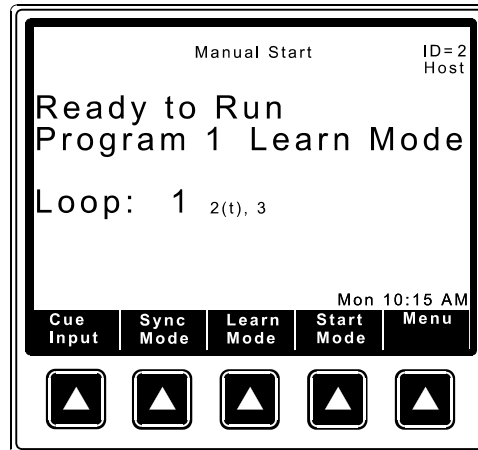 Manual Start ID=2
Host
Ready to Run
Program 1 Learn Mode
Loop: 1 2(t), 3
Mon 10:15 AM
Cue Input
Sync Mode
Learn Mode
Start Mode
Menu